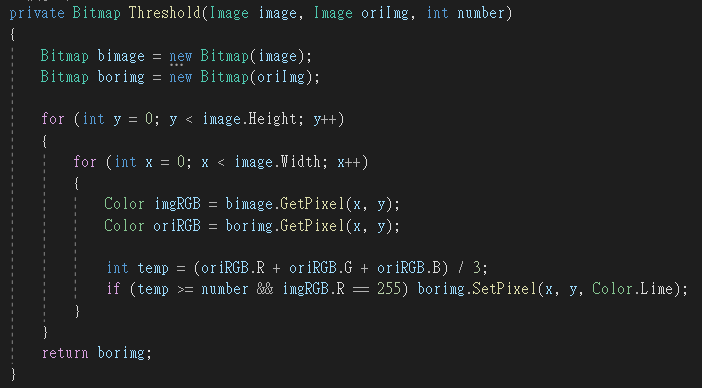 private Bitmap Threshold(Image image, Image oriImg, int number)
{
Bitmap bimage = new Bitmap(image);
Bitmap borimg = new Bitmap(oriImg);
for (int y = 0; y < image.Height; y++)
{
for (int x = 0; x < image.Width; x++)
{
Color imgRGB = bimage.GetPixel(x, y);
Color oriRGB = borimg.GetPixel(x, y);
int temp = (oriRGB.R + oriRGB.G + oriRGB.B) / 3;
if (temp >= number && imgRGB.R == 255) borimg.SetPixel(x, y, Color.Lime);
}
}
return borimg;
}